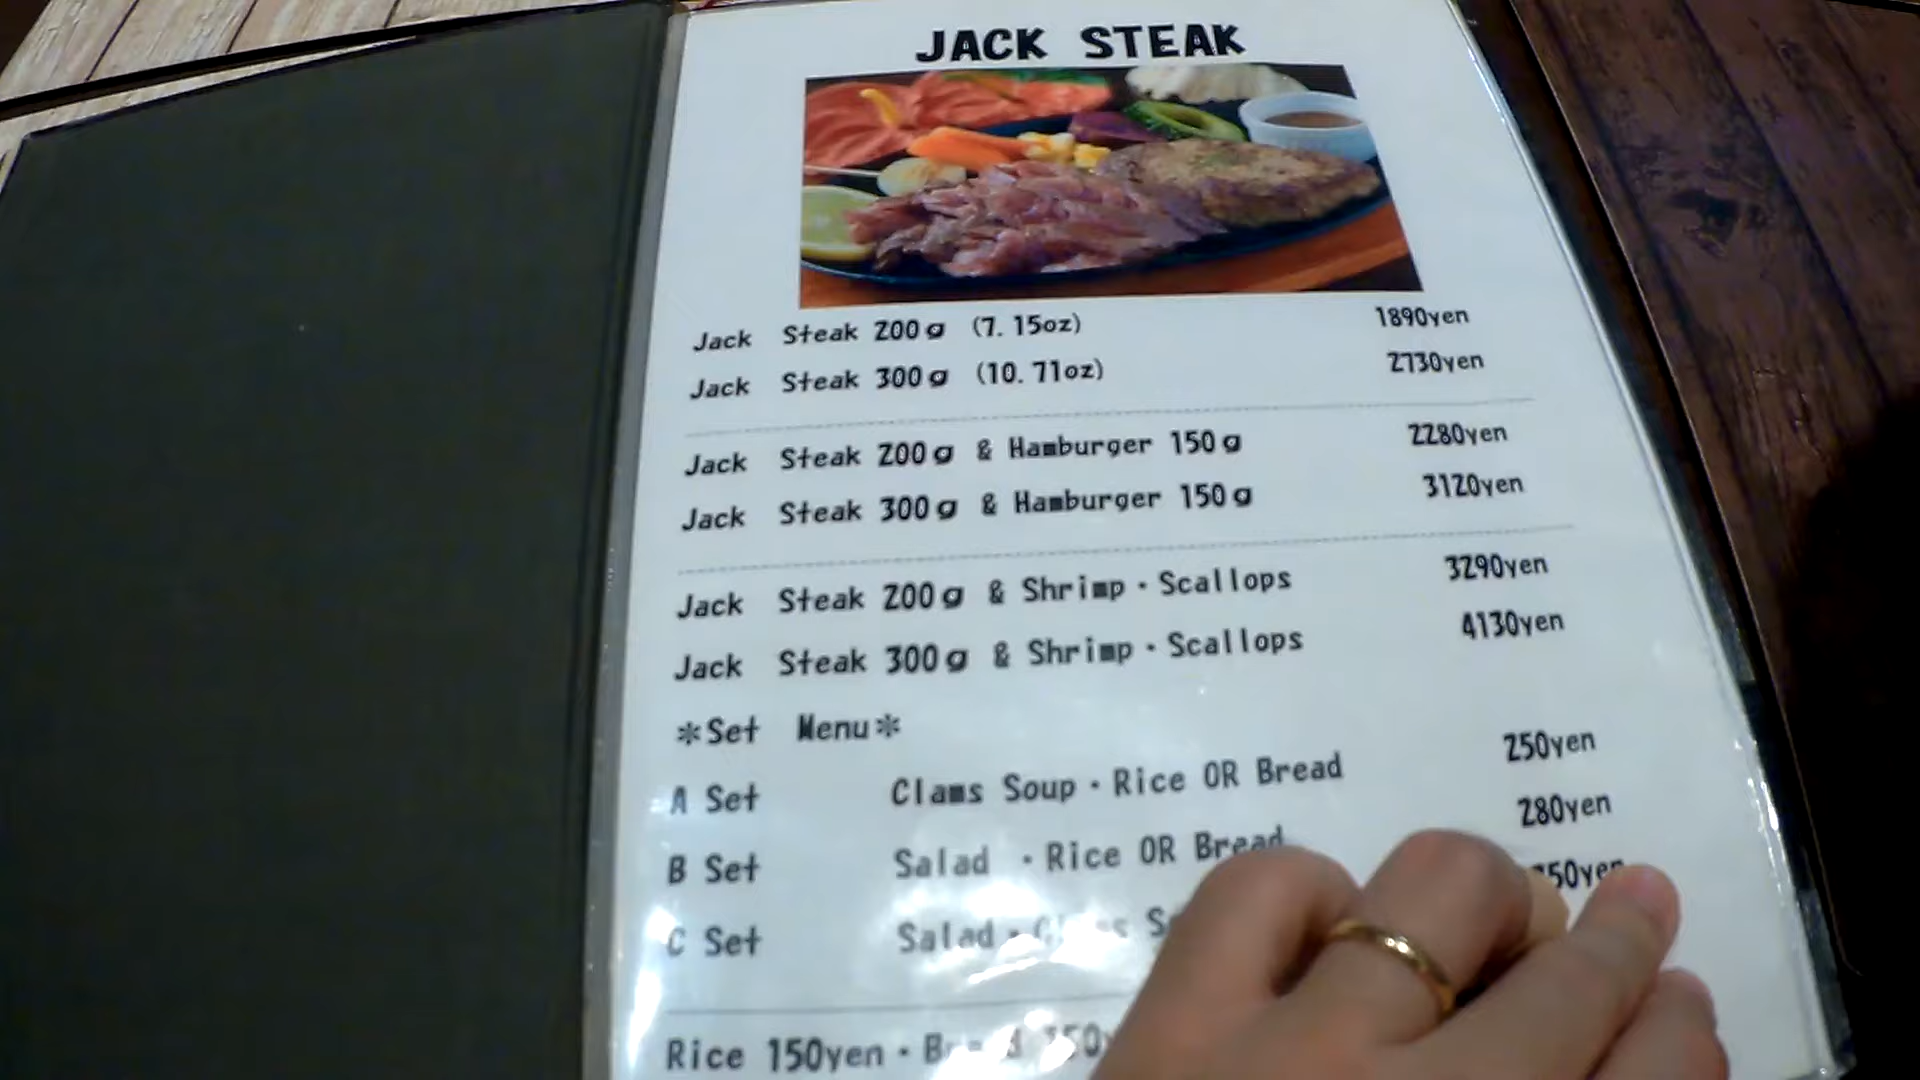 JACK STEAK
Jack Steak 200g (7.15oz) 1890yen
Jack Steak 300g (10.71oz) 2730yen
Jack Steak 200g & Hamburger 150g 2280yen
Jack Steak 300g & Hamburger 150g 3120yen
Jack Steak 200g & Shrimp・Scallops 3290yen
Jack Steak 300g & Shrimp・Scallops 4130yen
*Set Menu*
A Set Clams Soup・Rice OR Bread 250yen
B Set Salad ・Rice OR Bread 280yen
C Set Salad・
Rice 150yen・